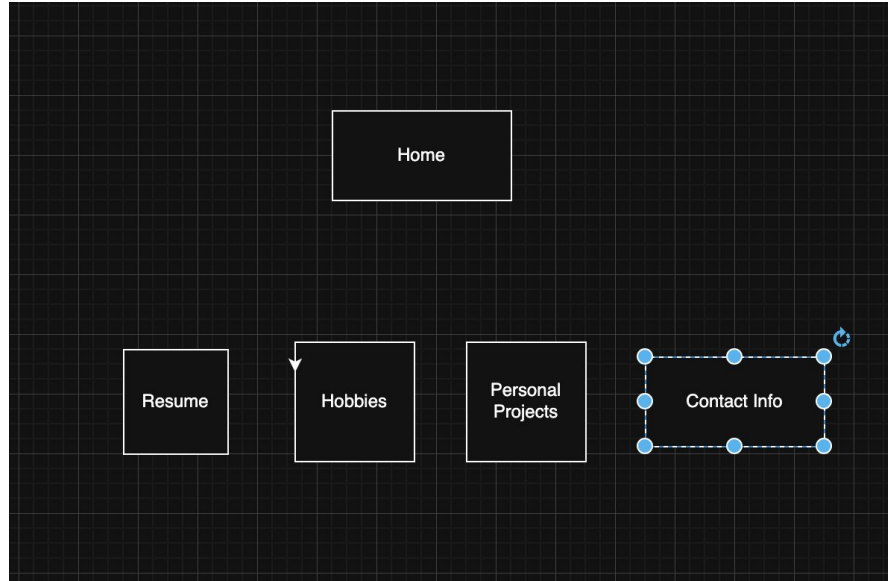 Home
Resume
Hobbies
Personal
Projects
Contact Info